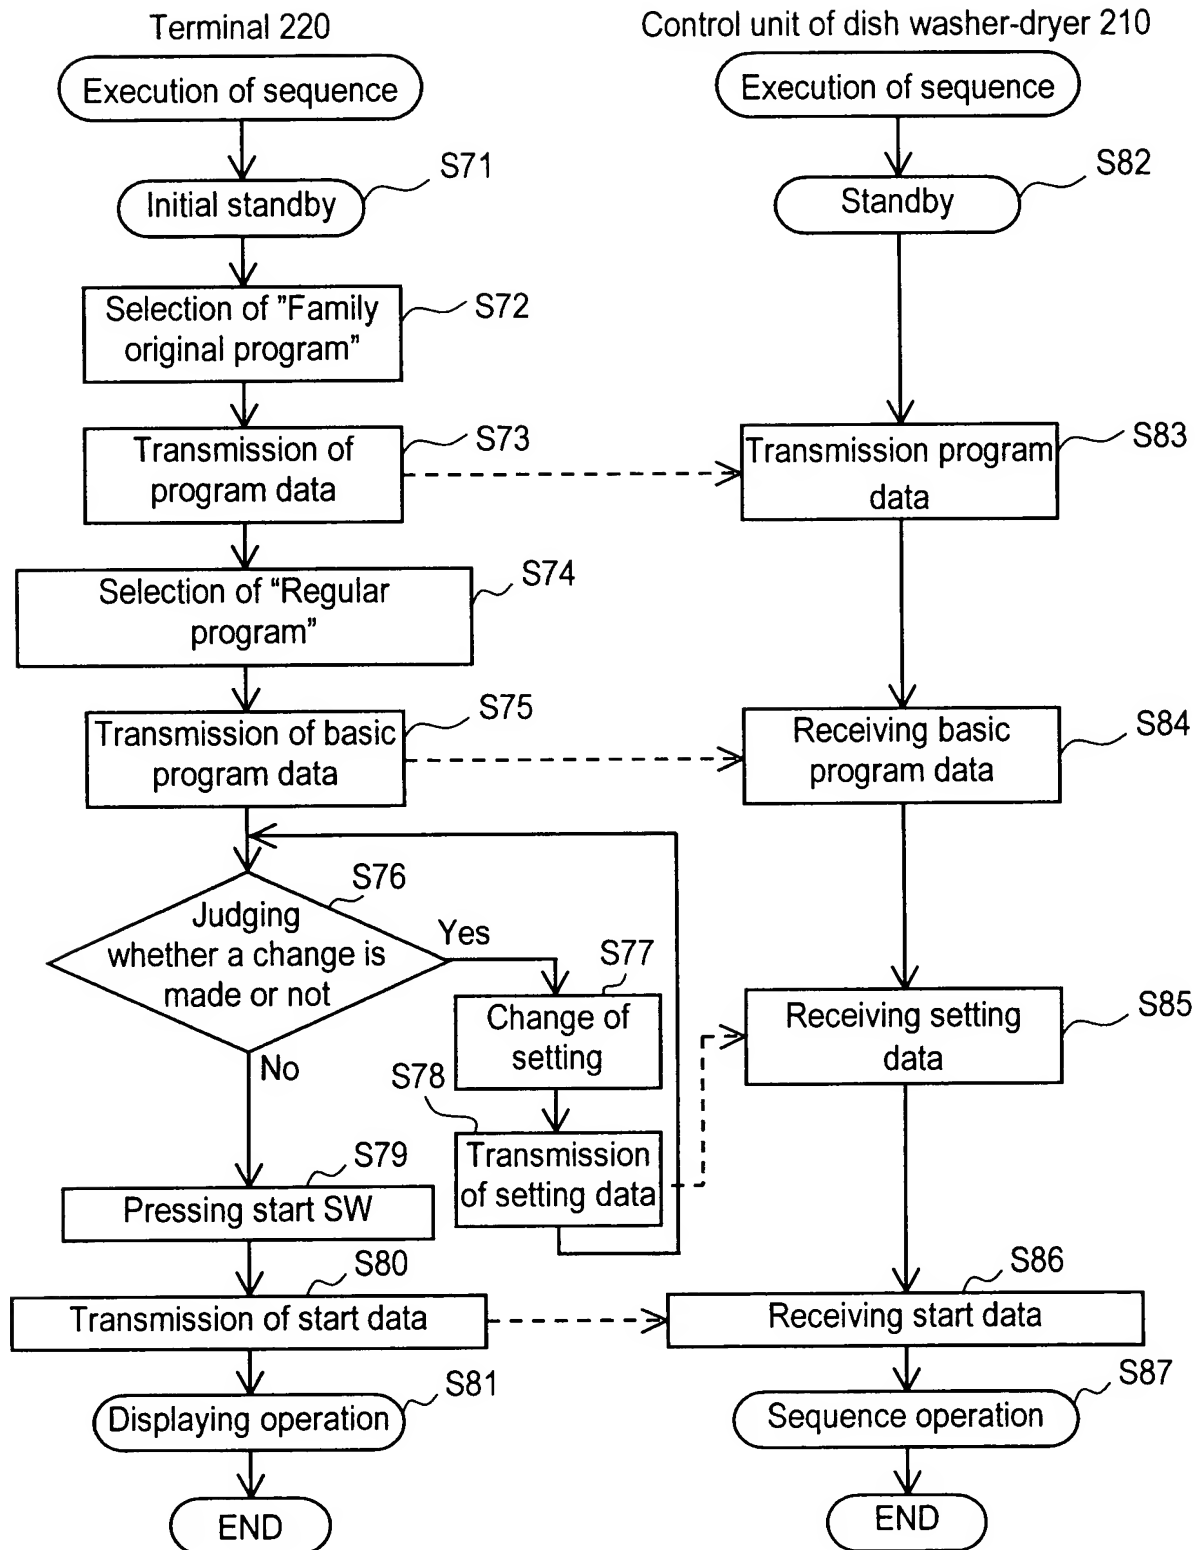 Terminal 220
Control unit of dish washer-dryer 210
Execution of sequence
Execution of sequence
S71
Initial standby
S82
Standby
S72
Selection of ”Family
original program”
S73
Transmission of
program data
S83
Transmission program
data
S74
Selection of “Regular
program”
S75
Transmission of basic
program data
S84
Receiving basic
program data
S76
Judging
whether a change is
made or not
Yes
No
S77
Change of
setting
S78
Transmission
of setting data
S85
Receiving setting
data
S79
Pressing start SW
S80
Transmission of start data
S86
Receiving start data
S81
Displaying operation
S87
Sequence operation
END
END